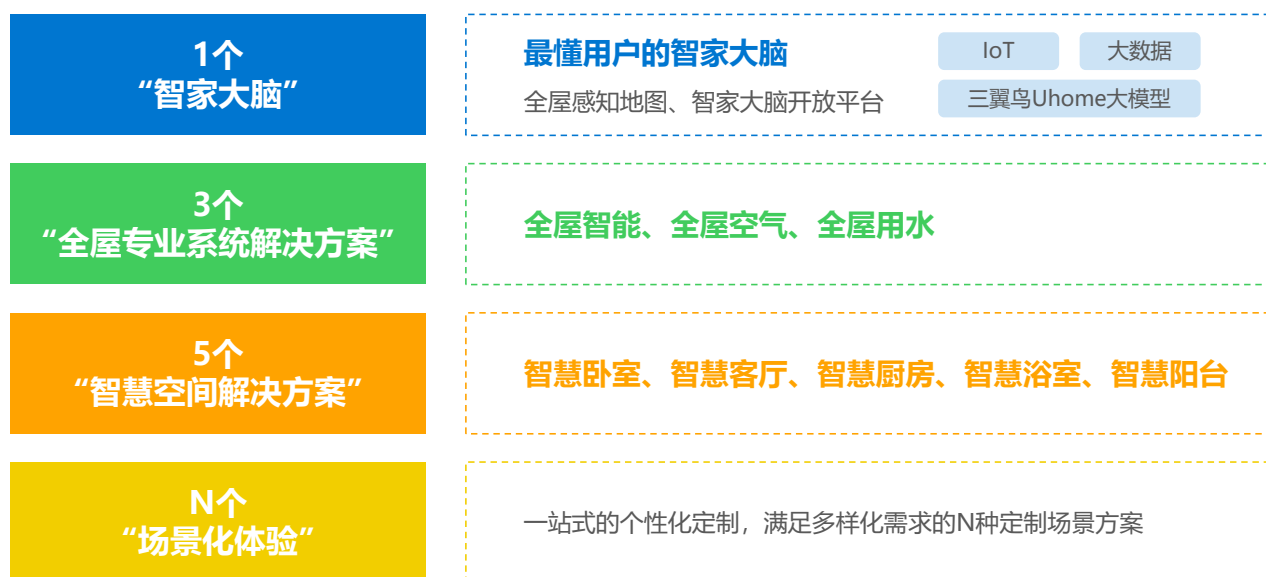 1个
“智家大脑”
最懂用户的智家大脑
IoT
大数据
全屋感知地图、智家大脑开放平台
三翼鸟Uhome大模型
3个
“全屋专业系统解决方案”
全屋智能、全屋空气、全屋用水
5个
“智慧空间解决方案”
智慧卧室、智慧客厅、智慧厨房、智慧浴室、智慧阳台
N个
“场景化体验”
一站式的个性化定制，满足多样化需求的N种定制场景方案